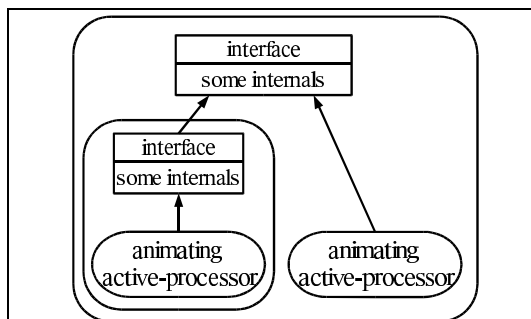 interface
some internals
interface
some internals
animating
active-processor
animating
active-processor